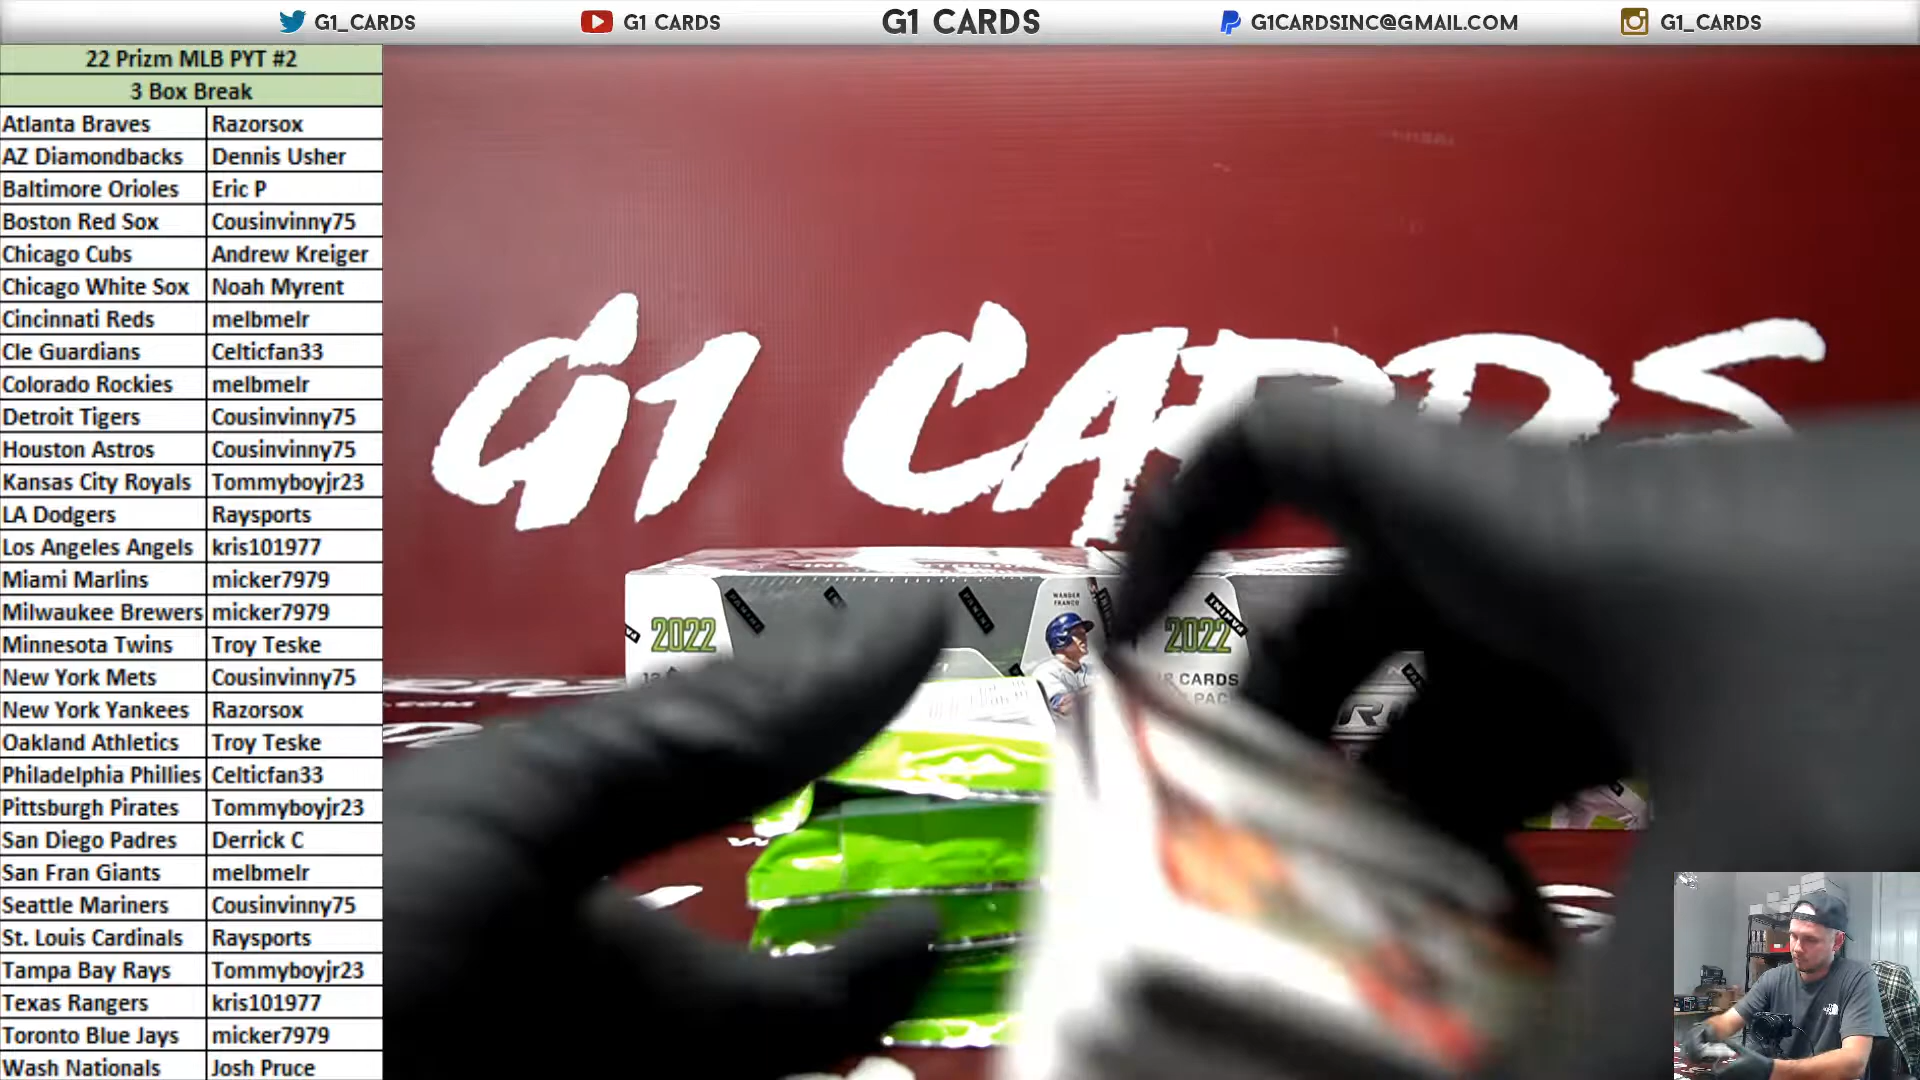 G1_CARDS G1 CARDS G1 CARDS G1CARDSINC@GMAIL.COM G1_CARDS
22 Prizm MLB PYT #2
3 Box Break
Atlanta Braves Razorsox
AZ Diamondbacks Dennis Usher
Baltimore Orioles Eric P
Boston Red Sox Cousinvinny75
Chicago Cubs Andrew Kreiger
Chicago White Sox Noah Myrent
Cincinnati Reds melbmelr
Cle Guardians Celticfan33
Colorado Rockies melbmelr
Detroit Tigers Cousinvinny75
Houston Astros Cousinvinny75
Kansas City Royals Tommyboyjr23
LA Dodgers Raysports
Los Angeles Angels kris101977
Miami Marlins micker7979
Milwaukee Brewers micker7979
Minnesota Twins Troy Teske
New York Mets Cousinvinny75
New York Yankees Razorsox
Oakland Athletics Troy Teske
Philadelphia Phillies Celticfan33
Pittsburgh Pirates Tommyboyjr23
San Diego Padres Derrick C
San Fran Giants melbmelr
Seattle Mariners Cousinvinny75
St. Louis Cardinals Raysports
Tampa Bay Rays Tommyboyjr23
Texas Rangers kris101977
Toronto Blue Jays micker7979
Wash Nationals Josh Pruce
G1 CARDS
PANINI PANINI PANINI
WANDER
FRANCO
2022 2022
CARDS